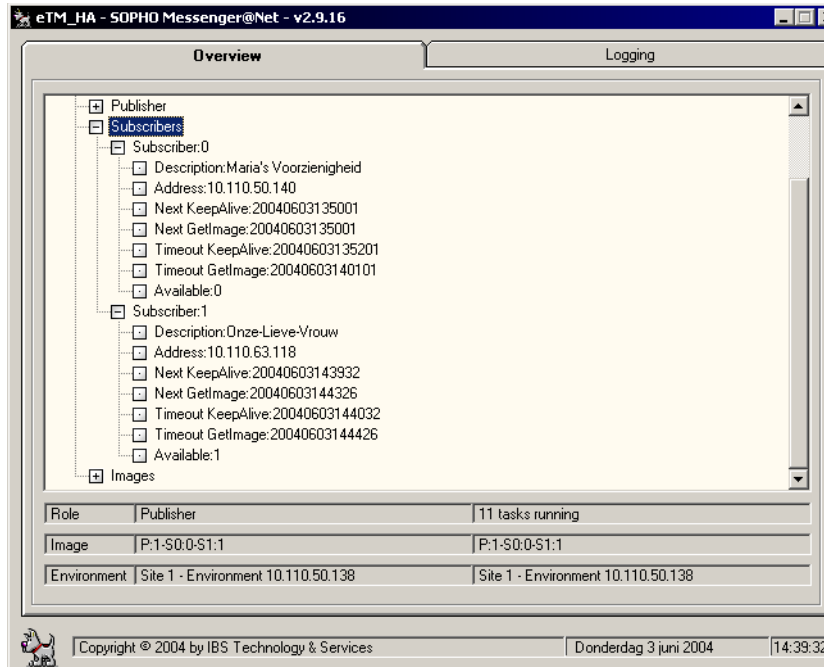 eTM_HA - SOPHO Messenger@Net - v2.9.16
Overview
Logging
Publisher
Subscribers
Subscriber:0
Description:Maria's Voorzienigheid
Address:10.110.50.140
Next KeepAlive:20040603135001
Next GetImage:20040603135001
Timeout KeepAlive:20040603135201
Timeout GetImage:20040603140101
Available:0
Subscriber:1
Description:Onze-Lieve-Vrouw
Address:10.110.63.118
Next KeepAlive:20040603143932
Next GetImage:20040603144326
Timeout KeepAlive:20040603144032
Timeout GetImage:20040603144426
Available:1
Images
Role Publisher 11 tasks running
Image P:1-S0:0-S1:1 P:1-S0:0-S1:1
Environment Site 1 - Environment 10.110.50.138 Site 1 - Environment 10.110.50.138
Copyright © 2004 by IBS Technology & Services Donderdag 3 juni 2004 14:39:32